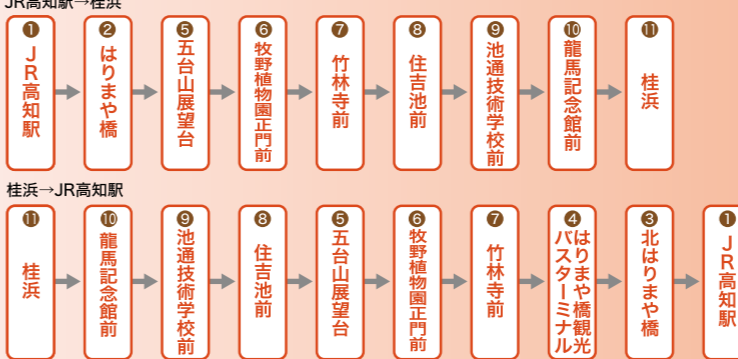 JR高知駅→桂浜
❶
JR高知駅
❷
はりまや橋
❺
五台山展望台
❻
牧野植物園正門前
❼
竹林寺前
❽
住吉池前
❾
池通技術学校前
❿
龍馬記念館前
⓫
桂浜
桂浜→JR高知駅
⓫
桂浜
❿
龍馬記念館前
❾
池通技術学校前
❽
住吉池前
❺
五台山展望台
❻
牧野植物園正門前
❼
竹林寺前
❹
はりまや橋観光
バスターミナル
❸
北はりまや橋
❶
JR高知駅